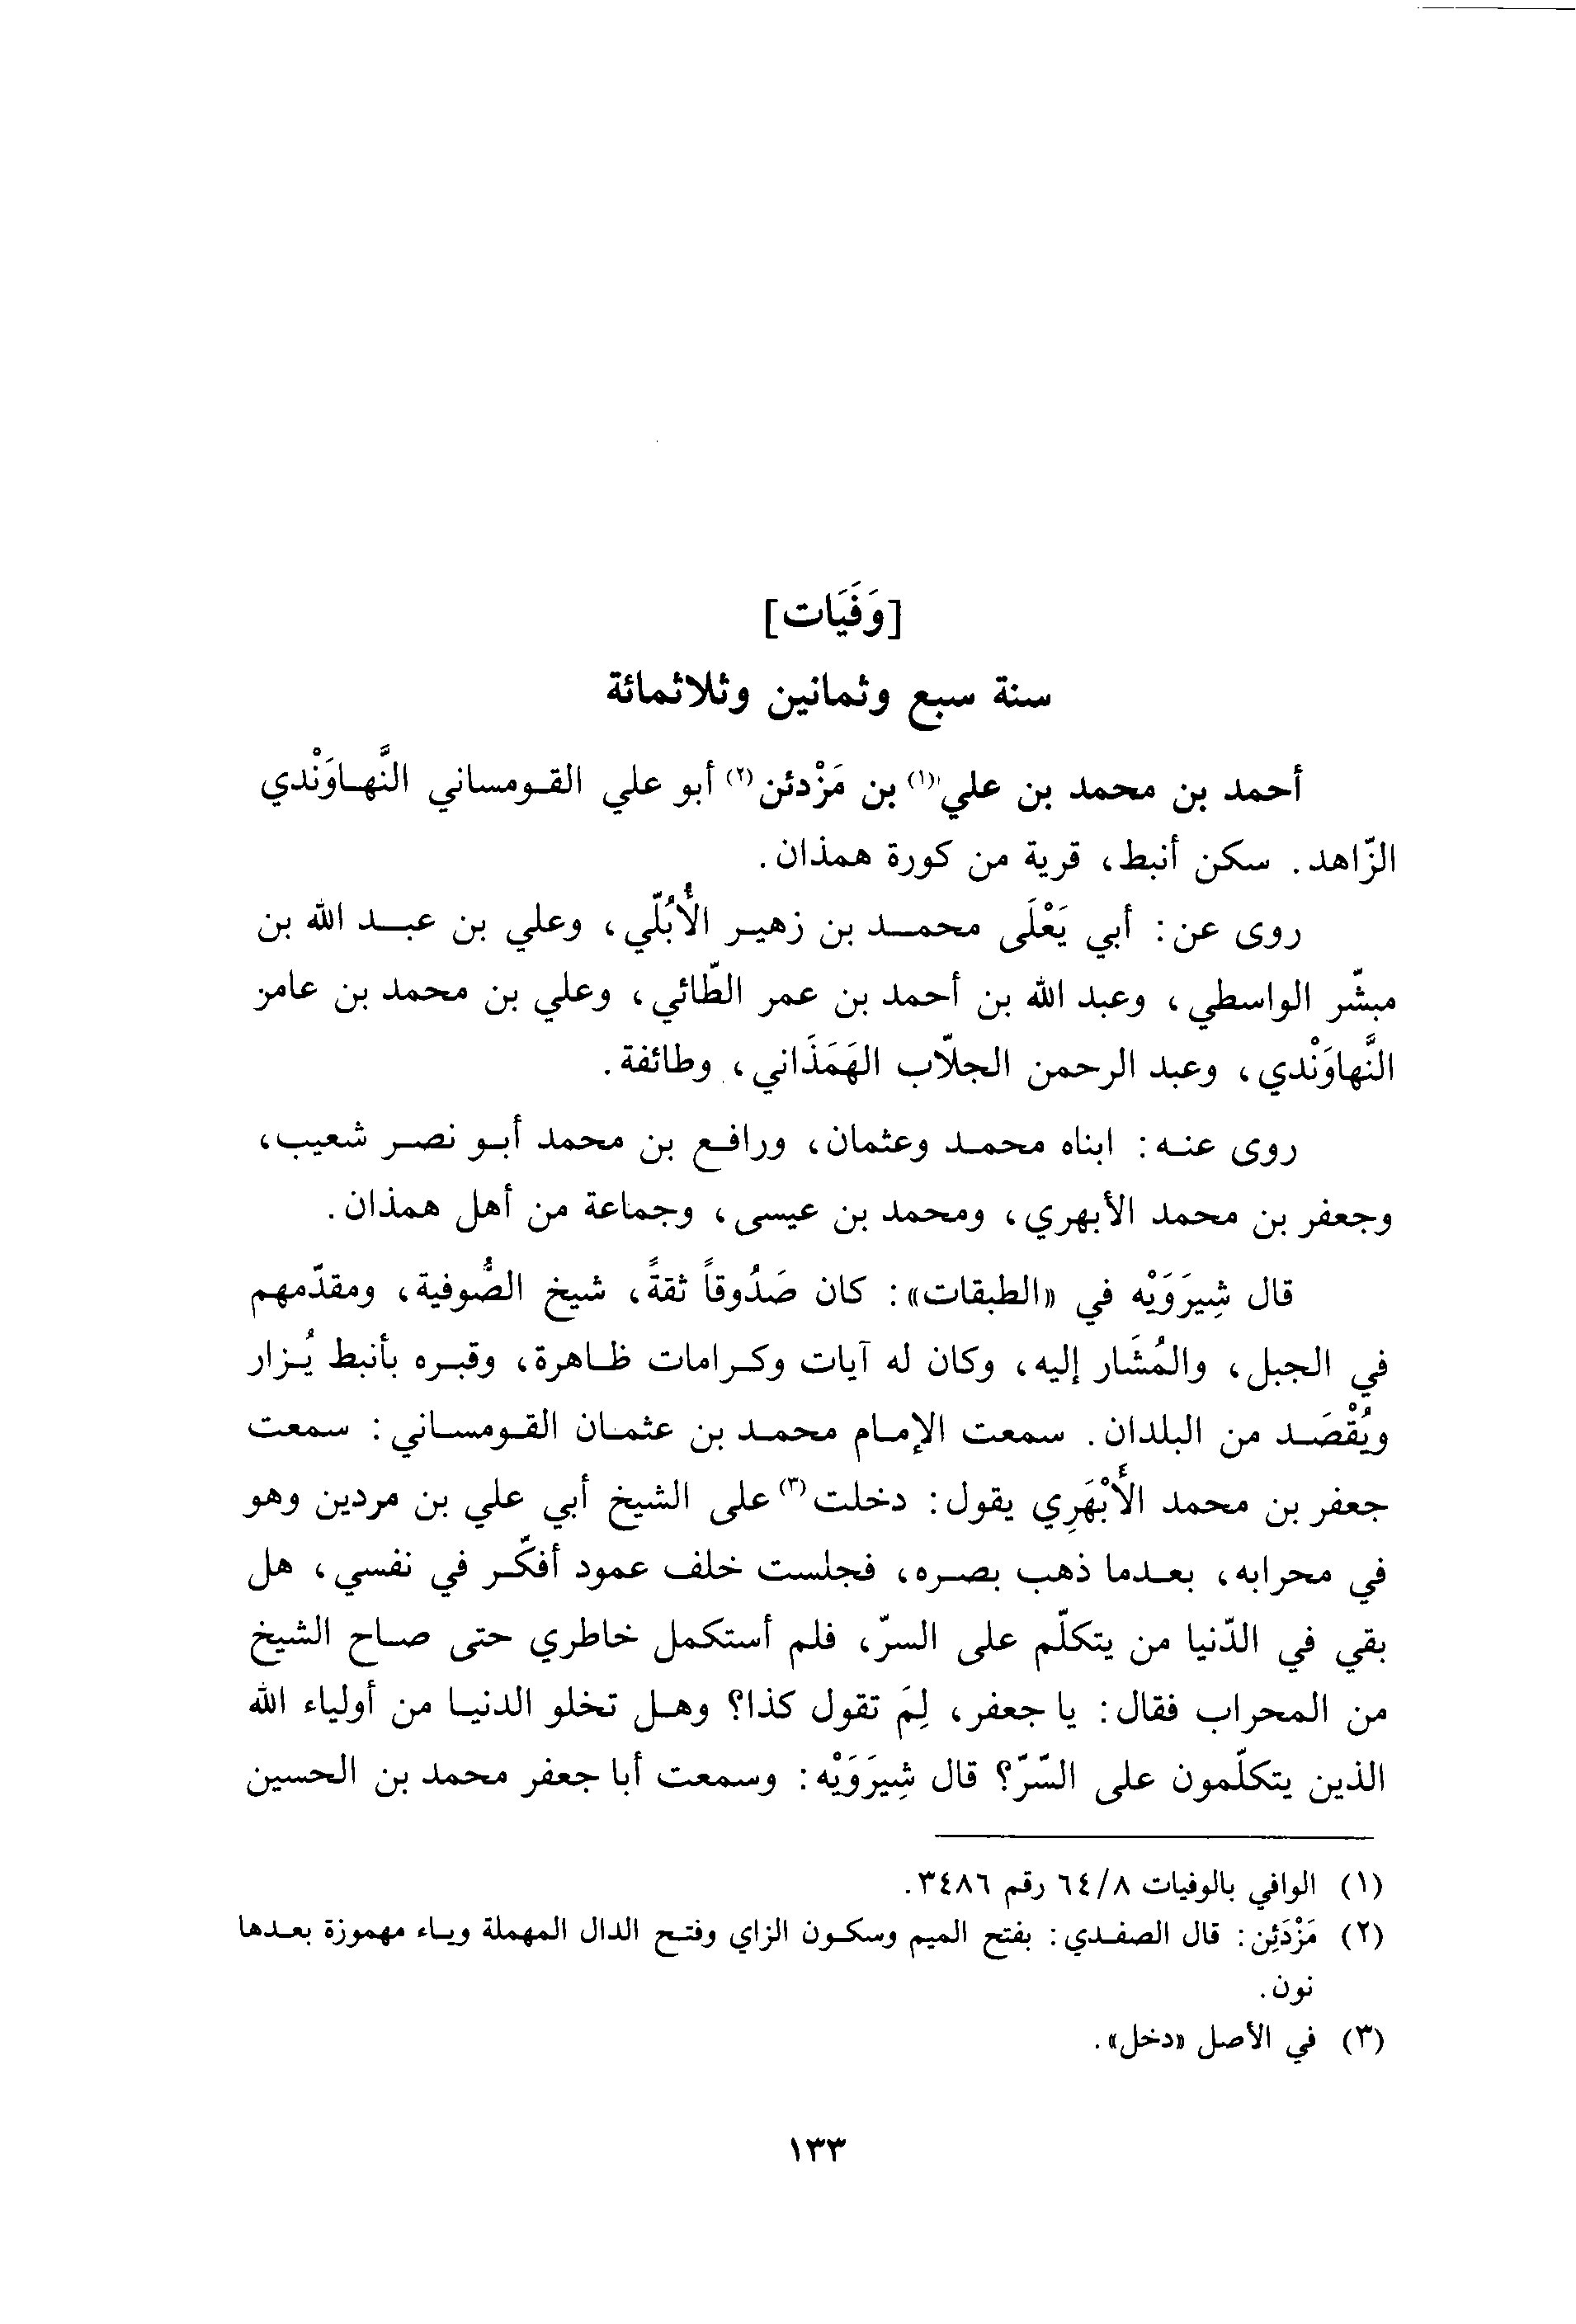 [وَفَيَات]
سنة سبع وثمانين وثلاثمائة
أحمد بن محمد بن علي(١) بن مَزْدئن(٢) أبو علي القومساني النَّهاوَنْدي
الزّاهد. سكن أنبط، قرية من كورة همذان.
روى عن: أبي يَعْلَى محمد بن زهير الأُبُلّي، وعلي بن عبد الله بن
مبشّر الواسطي، وعبد الله بن أحمد بن عمر الطّائي، وعلي بن محمد بن عامر
النَّهاوَنْدي، وعبد الرحمن الجلّاب الهَمَذَاني، وطائفة.
روى عنه: ابناه محمد وعثمان، ورافع بن محمد أبو نصر شعيب،
وجعفر بن محمد الأبهري، ومحمد بن عيسى، وجماعة من أهل همذان.
قال شِيرَوَيْه في «الطبقات»: كان صَدُوقاً ثقةً، شيخ الصُّوفية، ومقدّمهم
في الجبل، والمُشَار إليه، وكان له آيات وكرامات ظاهرة، وقبره بأنبط يُزار
ويُقْصَد من البلدان. سمعت الإمام محمد بن عثمان القومساني: سمعت
جعفر بن محمد الأَبْهَرِي يقول: دخلت(٣) على الشيخ أبي علي بن مردين وهو
في محرابه، بعدما ذهب بصره، فجلست خلف عمود أفكّر في نفسي، هل
بقي في الدّنيا من يتكلّم على السرّ، فلم أستكمل خاطري حتى صاح الشيخ
من المحراب فقال: يا جعفر، لِمَ تقول كذا؟ وهل تخلو الدنيا من أولياء الله
الذين يتكلّمون على السّرّ؟ قال شِيرَوَيْه: وسمعت أبا جعفر محمد بن الحسين
(١) الوافي بالوفيات ٦٤/٨ رقم ٣٤٨٦.
(٢) مَزْدَئِن: قال الصفدي: بفتح الميم وسكون الزاي وفتح الدال المهملة وياء مهموزة بعدها
نون.
(٣) في الأصل «دخل».
١٣٣